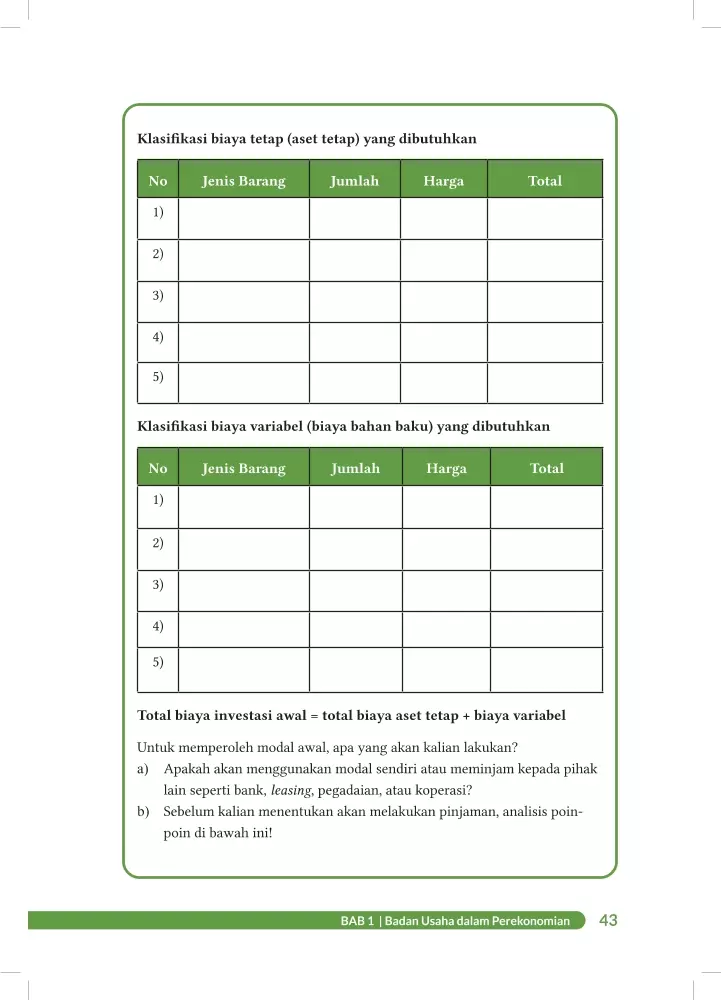 Klasifikasi biaya tetap (aset tetap) yang dibutuhkan
No Jenis Barang Jumlah Harga Total
1)
2)
3)
4)
5)
Klasifikasi biaya variabel (biaya bahan baku) yang dibutuhkan
No Jenis Barang Jumlah Harga Total
1)
2)
3)
4)
5)
Total biaya investasi awal = total biaya aset tetap + biaya variabel
Untuk memperoleh modal awal, apa yang akan kalian lakukan?
a) Apakah akan menggunakan modal sendiri atau meminjam kepada pihak
lain seperti bank, leasing, pegadaian, atau koperasi?
b) Sebelum kalian menentukan akan melakukan pinjaman, analisis poin-
poin di bawah ini!
BAB 1 | Badan Usaha dalam Perekonomian 43